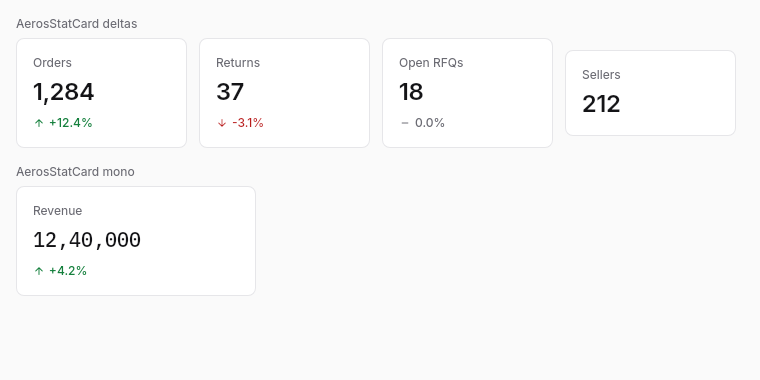 AerosStatCard deltas
Orders
1,284
↑ +12.4%
Returns
37
↓ -3.1%
Open RFQs
18
– 0.0%
Sellers
212
AerosStatCard mono
Revenue
12,40,000
↑ +4.2%